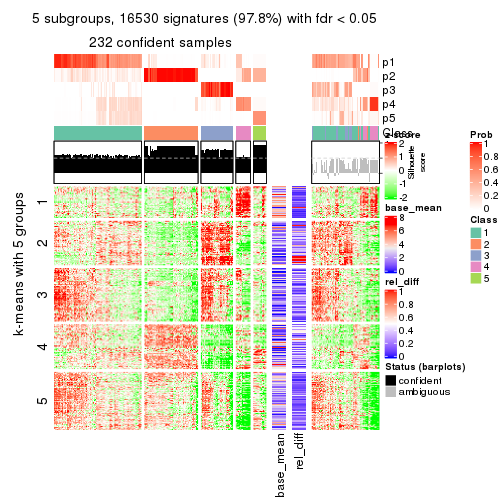 5 subgroups, 16530 signatures (97.8%) with fdr < 0.05
232 confident samples
p1
p2
p3
p4
p5
Class
z-score
2
1
0
-1
-2
Silhouette
score
base_mean
8
6
4
2
0
rel_diff
1
0.8
0.6
0.4
0.2
0
Status (barplots)
confident
ambiguous
Prob
1
0.8
0.6
0.4
0.2
0
Class
1
2
3
4
5
k-means with 5 groups
1
2
3
4
5
base_mean
rel_diff